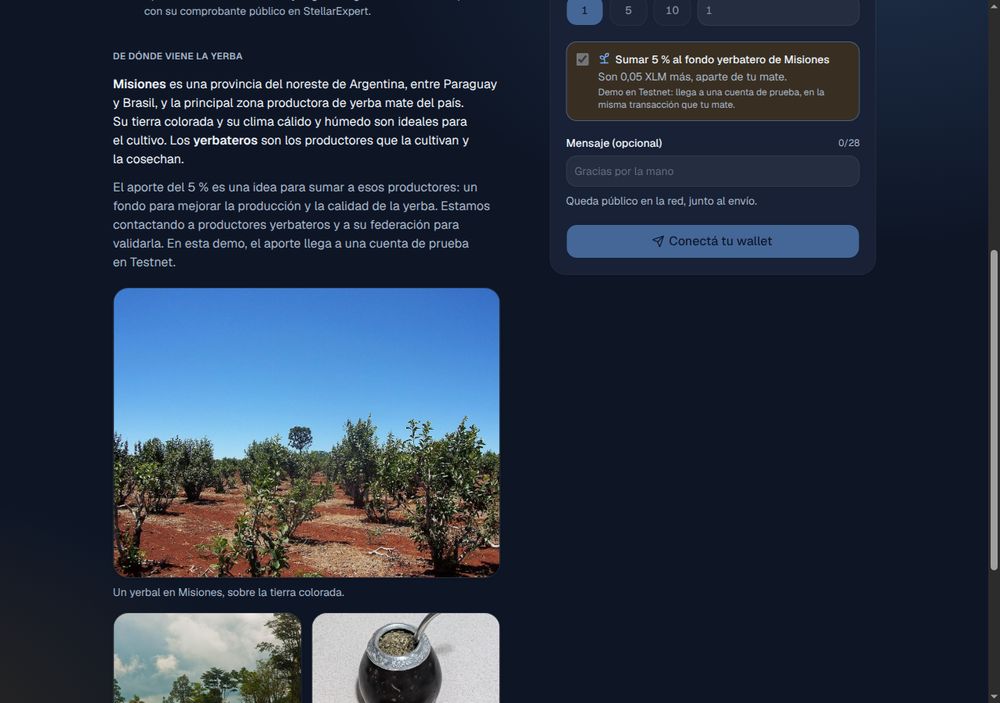 con su comprobante público en StellarExpert.
DE DÓNDE VIENE LA YERBA
Misiones es una provincia del noreste de Argentina, entre Paraguay
y Brasil, y la principal zona productora de yerba mate del país.
Su tierra colorada y su clima cálido y húmedo son ideales para
el cultivo. Los yerbateros son los productores que la cultivan y
la cosechan.
El aporte del 5 % es una idea para sumar a esos productores: un
fondo para mejorar la producción y la calidad de la yerba. Estamos
contactando a productores yerbateros y a su federación para
validarla. En esta demo, el aporte llega a una cuenta de prueba
en Testnet.
Un yerbal en Misiones, sobre la tierra colorada.
1 5 10 1
Sumar 5 % al fondo yerbatero de Misiones
Son 0,05 XLM más, aparte de tu mate.
Demo en Testnet: llega a una cuenta de prueba, en la
misma transacción que tu mate.
Mensaje (opcional) 0/28
Gracias por la mano
Queda público en la red, junto al envío.
Conectá tu wallet